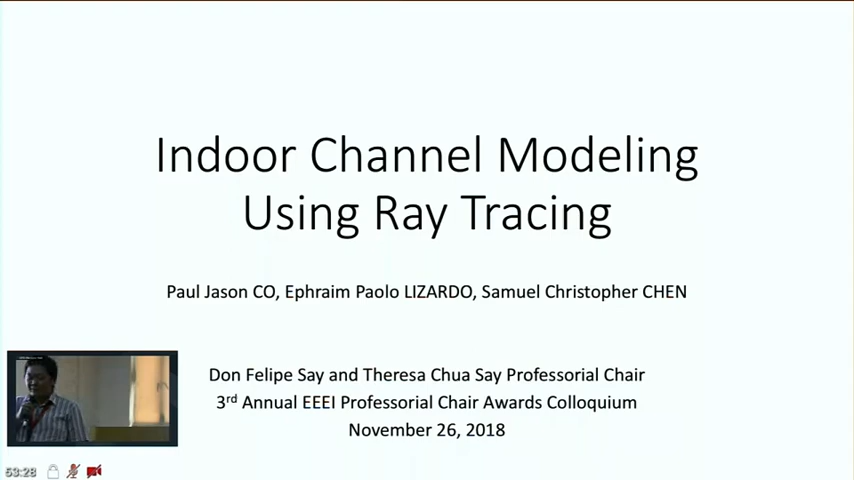 Indoor Channel Modeling
Using Ray Tracing
Paul Jason CO, Ephraim Paolo LIZARDO, Samuel Christopher CHEN
Don Felipe Say and Theresa Chua Say Professorial Chair
3rd Annual EEEI Professorial Chair Awards Colloquium
November 26, 2018
53:28